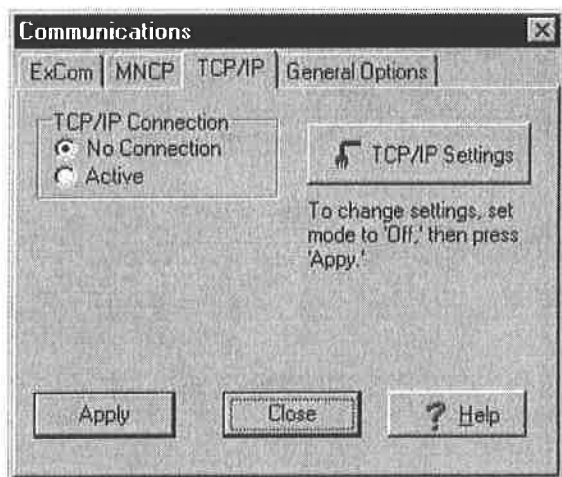 Communications
ExCom
MNCP
TCP/IP
General Options
TCP/IP Connection
No Connection
Active
TCP/IP Settings
To change settings, set
mode to 'Off,' then press
'Appy.'
Apply
Close
? Help